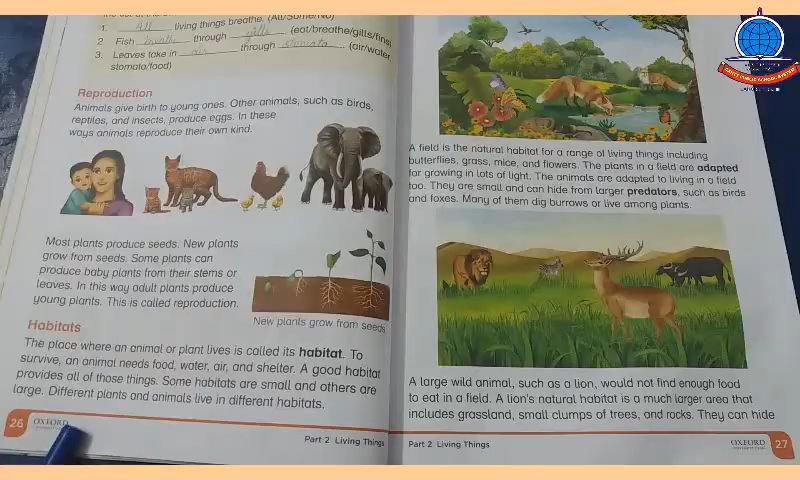 1. All living things breathe. (All/Some/No)
2. Fish breathe through gills (eat/breathe/gills/fins)
3. Leaves take in air through stomata (air/water
stomato/food)
Reproduction
Animals give birth to young ones. Other animals, such as birds,
reptiles, and insects, produce eggs. In these
ways animals reproduce their own kind.
Most plants produce seeds. New plants
grow from seeds. Some plants can
produce baby plants from their stems or
leaves. In this way adult plants produce
young plants. This is called reproduction.
New plants grow from seeds
Habitats
The place where an animal or plant lives is called its habitat. To
survive, an animal needs food, water, air, and shelter. A good habitat
provides all of those things. Some habitats are small and others are
large. Different plants and animals live in different habitats.
26 OXFORD
Part 2 Living Things
A field is the natural habitat for a range of living things including
butterflies, grass, mice, and flowers. The plants in a field are adapted
for growing in lots of light. The animals are adapted to living in a field
too. They are small and can hide from larger predators, such as birds
and foxes. Many of them dig burrows or live among plants.
A large wild animal, such as a lion, would not find enough food
to eat in a field. A lion's natural habitat is a much larger area that
includes grassland, small clumps of trees, and rocks. They can hide
Part 2 Living Things
OXFORD 27